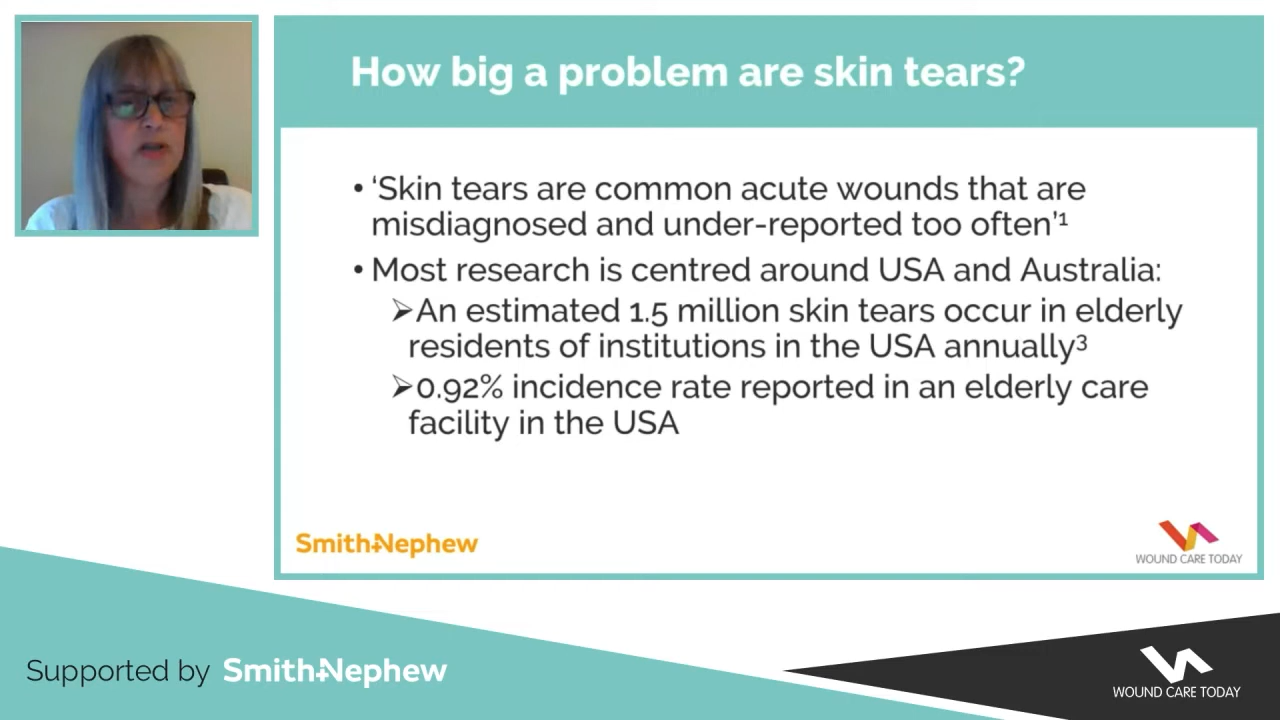 How big a problem are skin tears?
• ‘Skin tears are common acute wounds that are
misdiagnosed and under-reported too often’¹
• Most research is centred around USA and Australia:
➢An estimated 1.5 million skin tears occur in elderly
residents of institutions in the USA annually³
➢0.92% incidence rate reported in an elderly care
facility in the USA
Smith+Nephew
WOUND CARE TODAY
Supported by Smith+Nephew
WOUND CARE TODAY